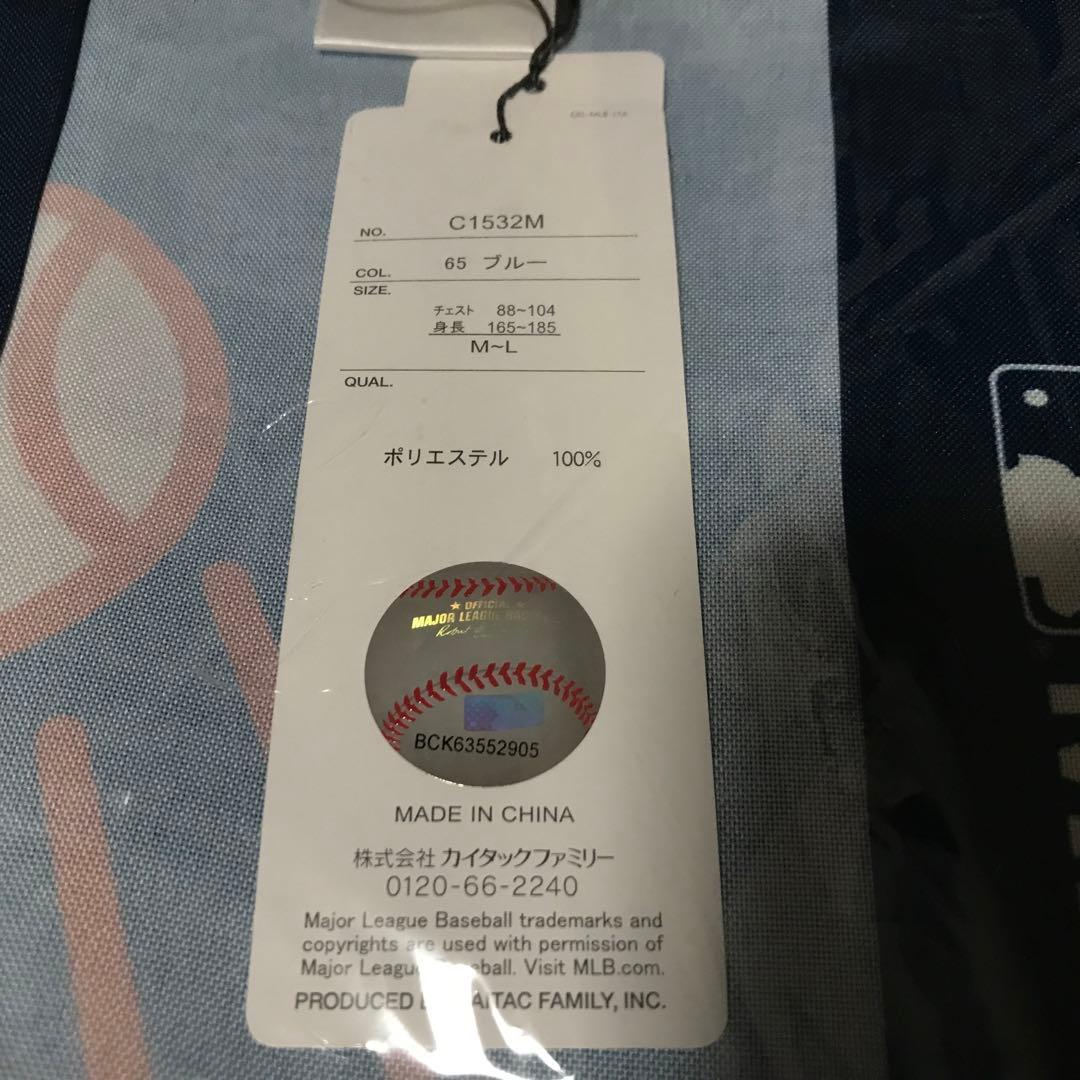 NO. C1532M
COL. 65 ブルー
SIZE.
チェスト 88~104
身長 165~185
M~L
QUAL.
ポリエステル 100%
★ OFFICIAL ★
MAJOR LEAGUE
BCK63552905
MADE IN CHINA
株式会社 カイタックファミリー
0120-66-2240
Major League Baseball trademarks and
copyrights are used with permission of
Major League Baseball. Visit MLB.com.
PRODUCED KAITAC FAMILY, INC.